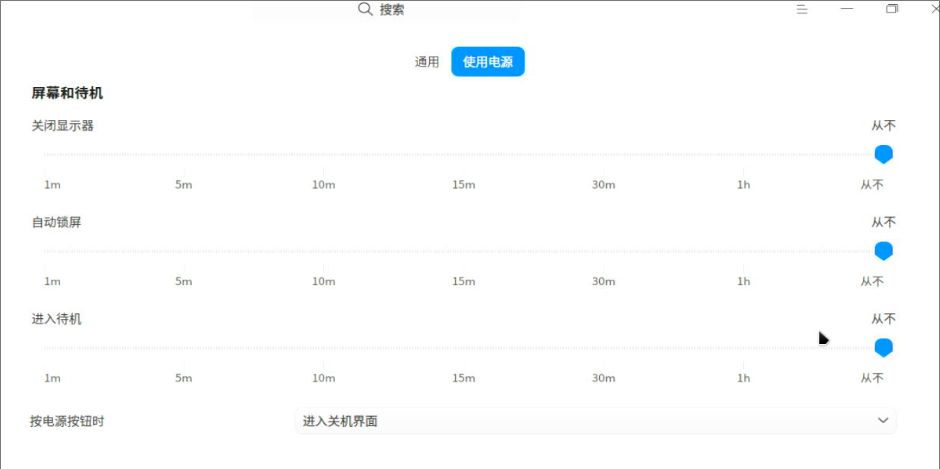 搜索
通用 使用电源
屏幕和待机
关闭显示器 从不
1m 5m 10m 15m 30m 1h 从不
自动锁屏 从不
1m 5m 10m 15m 30m 1h 从不
进入待机 从不
1m 5m 10m 15m 30m 1h 从不
按电源按钮时 进入关机界面